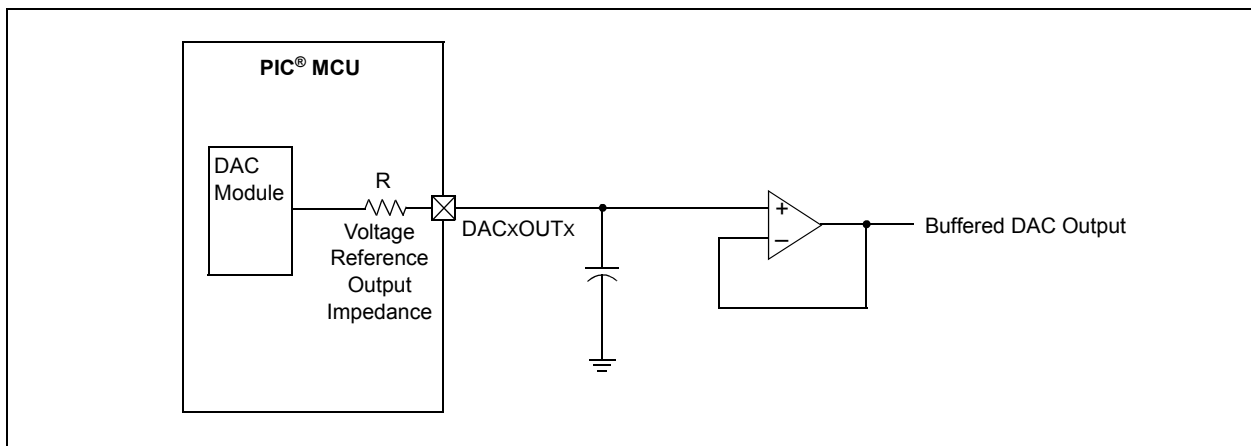 PIC® MCU
DAC
Module
R
Voltage
Reference
Output
Impedance
DACxOUTx
+
–
Buffered DAC Output